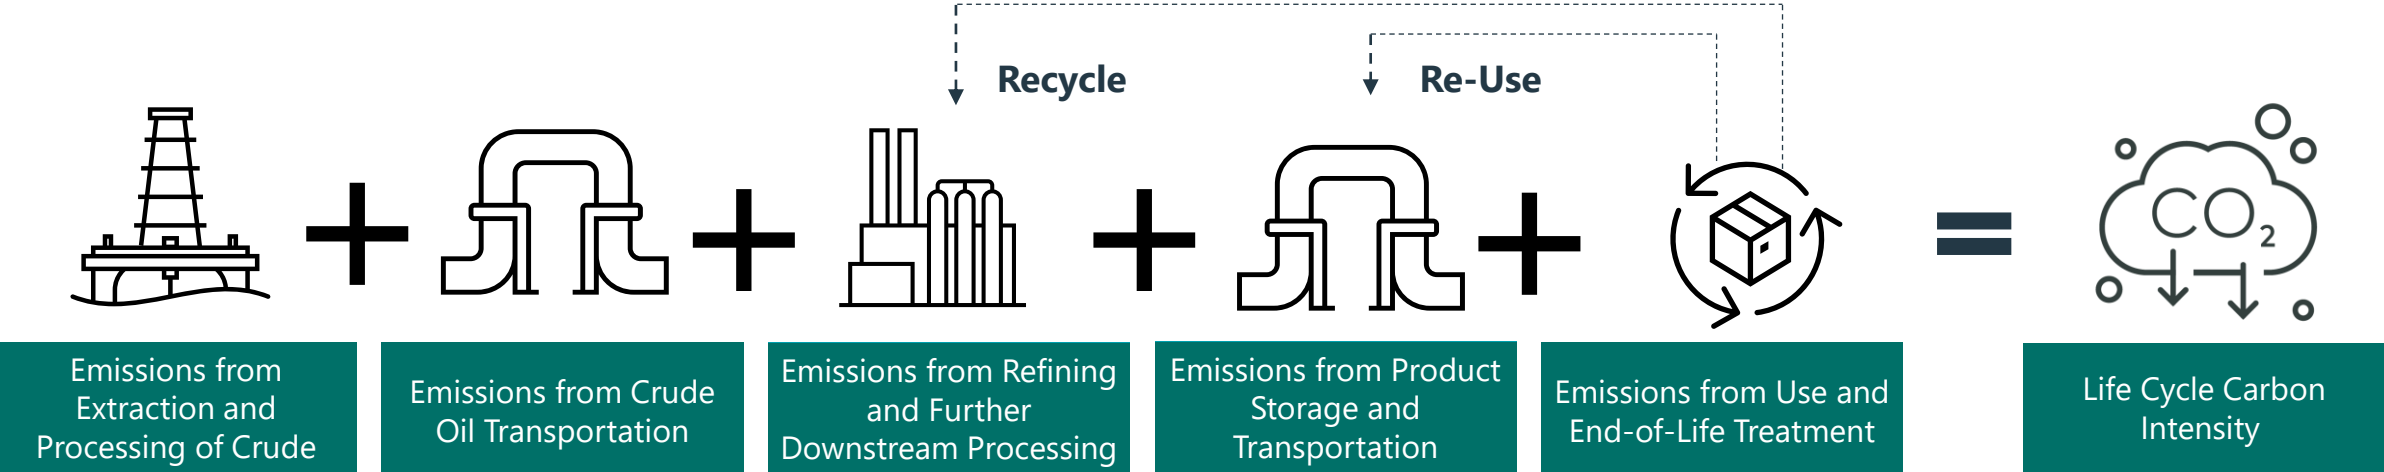 Recycle
Re-Use
CO2
Emissions from
Extraction and
Processing of Crude
Emissions from Crude
Oil Transportation
Emissions from Refining
and Further
Downstream Processing
Emissions from Product
Storage and
Transportation
Emissions from Use and
End-of-Life Treatment
Life Cycle Carbon
Intensity